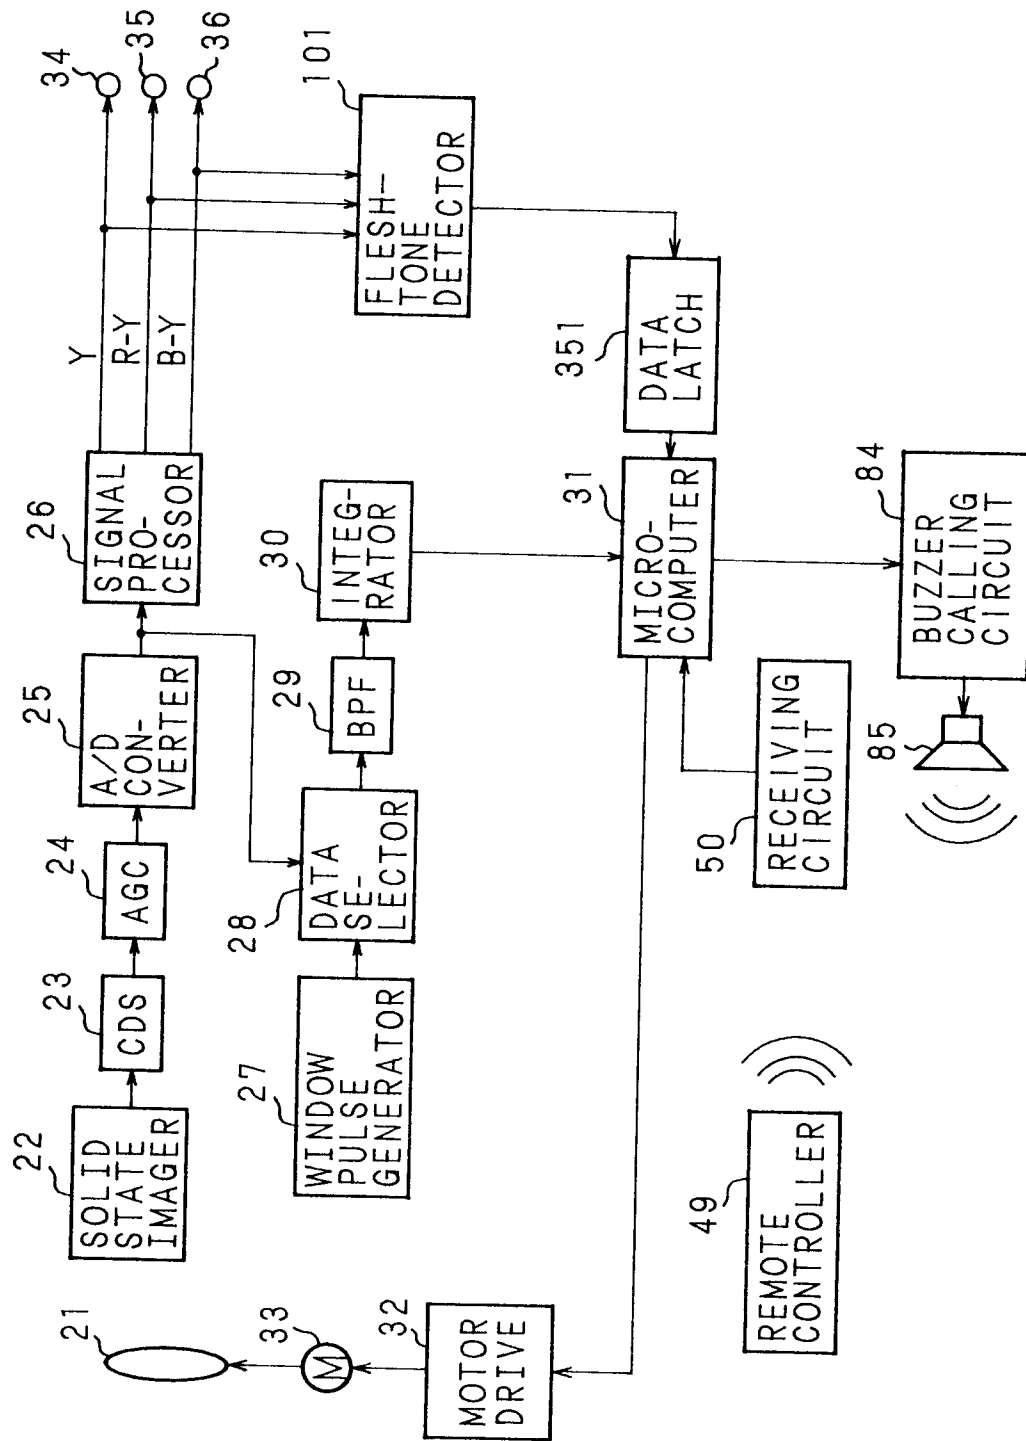 21
22
SOLID
STATE
IMAGER
23
CDS
24
AGC
25
A/D
CON-
VERTER
26
SIGNAL
PRO-
CESSOR
Y
R-Y
B-Y
34
35
36
33
M
32
MOTOR
DRIVE
27
WINDOW
PULSE
GENERATOR
28
DATA
SE-
LECTOR
29
BPF
30
INTEG-
RATOR
101
FLESH-
TONE
DETECTOR
351
DATA
LATCH
31
MICRO-
COMPUTER
49
REMOTE
CONTROLLER
50
RECEIVING
CIRCUIT
85
84
BUZZER
CALLING
CIRCUIT